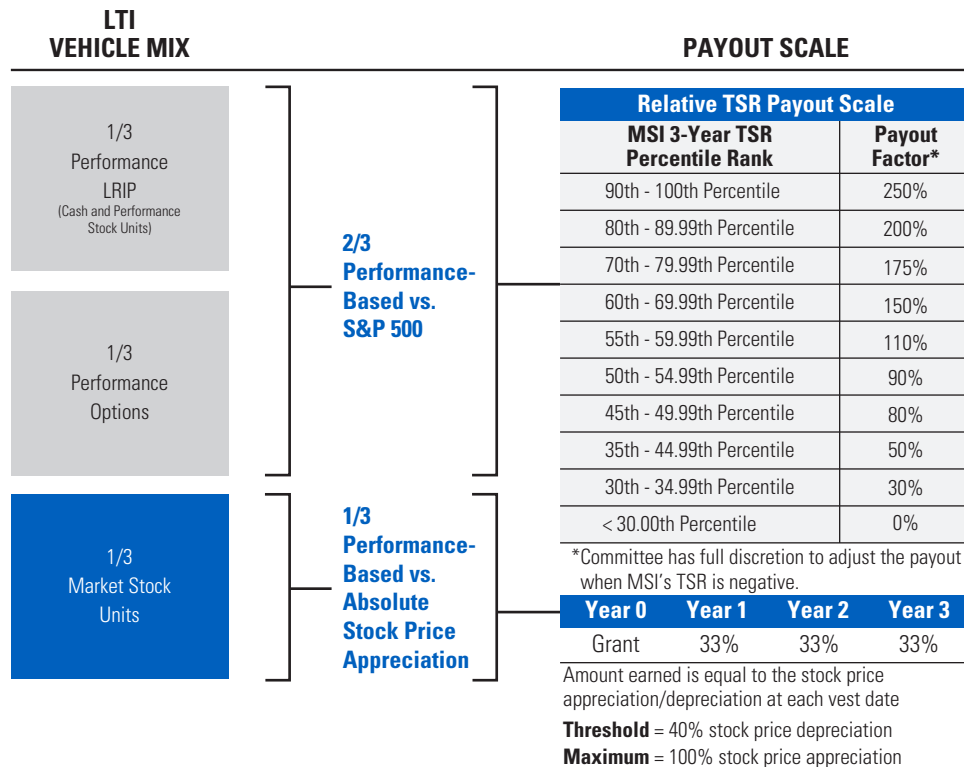 LTI
VEHICLE MIX
PAYOUT SCALE
1/3
Performance
LRIP
(Cash and Performance
Stock Units)
1/3
Performance
Options
1/3
Market Stock
Units
2/3
Performance-
Based vs.
S&P 500
1/3
Performance-
Based vs.
Absolute
Stock Price
Appreciation
Relative TSR Payout Scale
MSI 3-Year TSR
Percentile Rank
Payout
Factor*
90th - 100th Percentile 250%
80th - 89.99th Percentile 200%
70th - 79.99th Percentile 175%
60th - 69.99th Percentile 150%
55th - 59.99th Percentile 110%
50th - 54.99th Percentile 90%
45th - 49.99th Percentile 80%
35th - 44.99th Percentile 50%
30th - 34.99th Percentile 30%
< 30.00th Percentile 0%
*Committee has full discretion to adjust the payout
when MSI's TSR is negative.
Year 0 Year 1 Year 2 Year 3
Grant 33% 33% 33%
Amount earned is equal to the stock price
appreciation/depreciation at each vest date
Threshold = 40% stock price depreciation
Maximum = 100% stock price appreciation